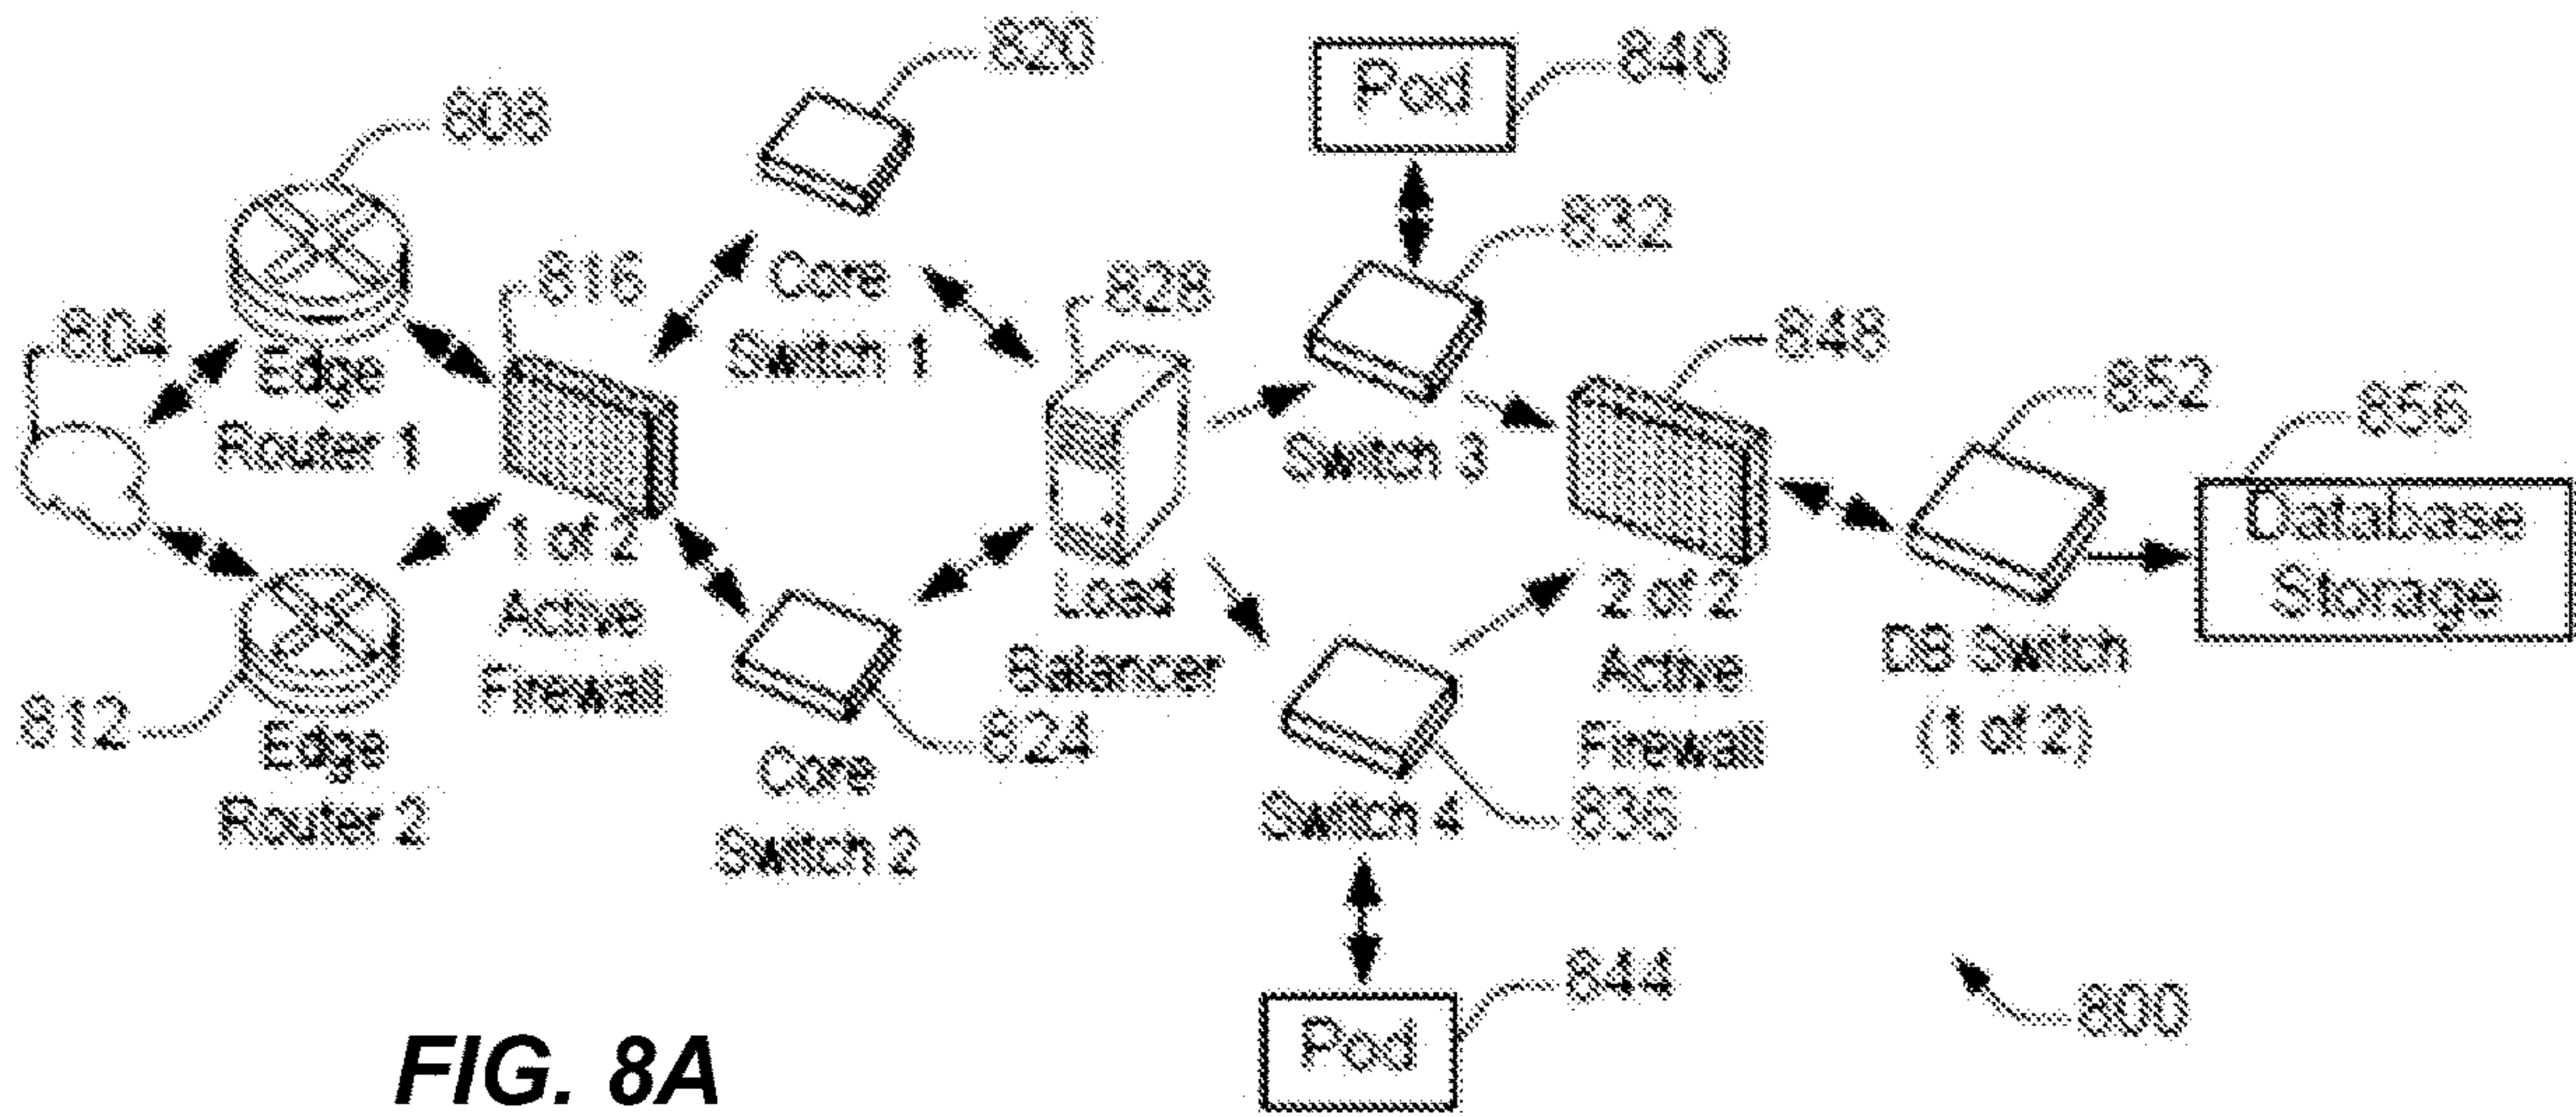 820
840
Pod
808
832
816
Core
Switch 1
828
804
Edge
Router 1
848
852
856
Switch 3
Database
Storage
1 of 2
Active
Firewall
Load
Balancer
2 of 2
Active
Firewall
DB Switch
(1 of 2)
812
Edge
Router 2
824
Core
Switch 2
Switch 4
836
844
Pod
800
FIG. 8A